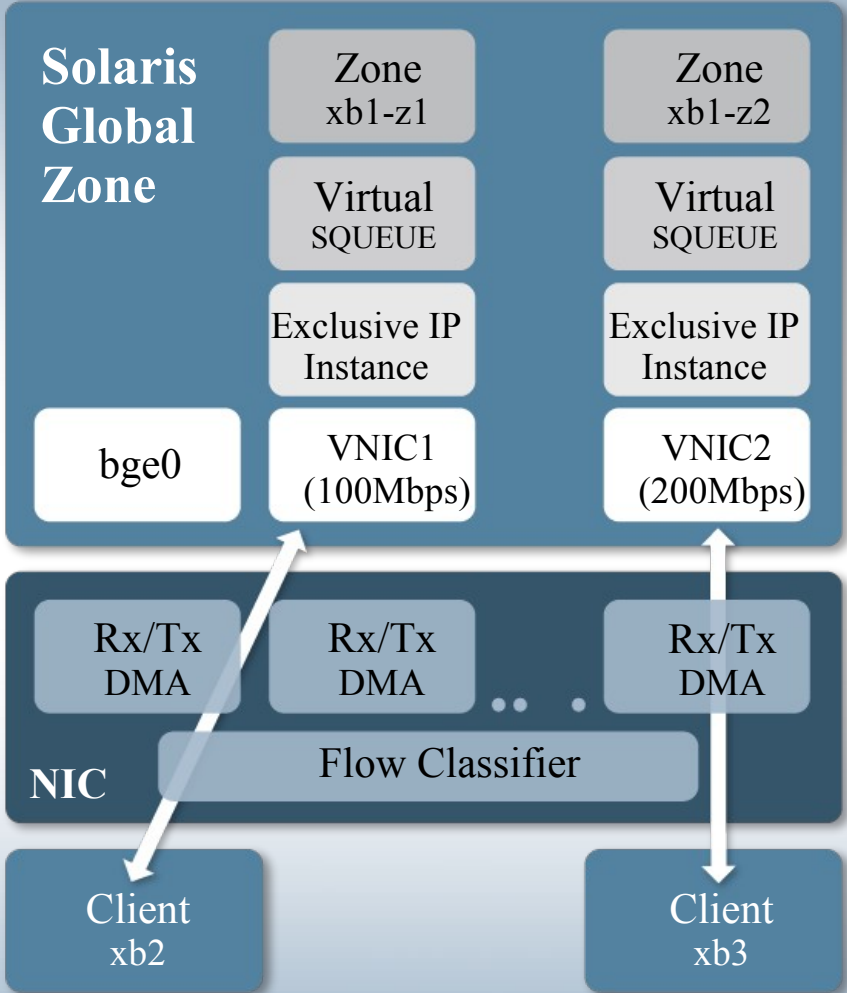 Solaris
Global
Zone
Zone
xb1-z1
Zone
xb1-z2
Virtual
SQUEUE
Virtual
SQUEUE
Exclusive IP
Instance
Exclusive IP
Instance
bge0
VNIC1
(100Mbps)
VNIC2
(200Mbps)
Rx/Tx
DMA
Rx/Tx
DMA
Rx/Tx
DMA
Flow Classifier
NIC
Client
xb2
Client
xb3